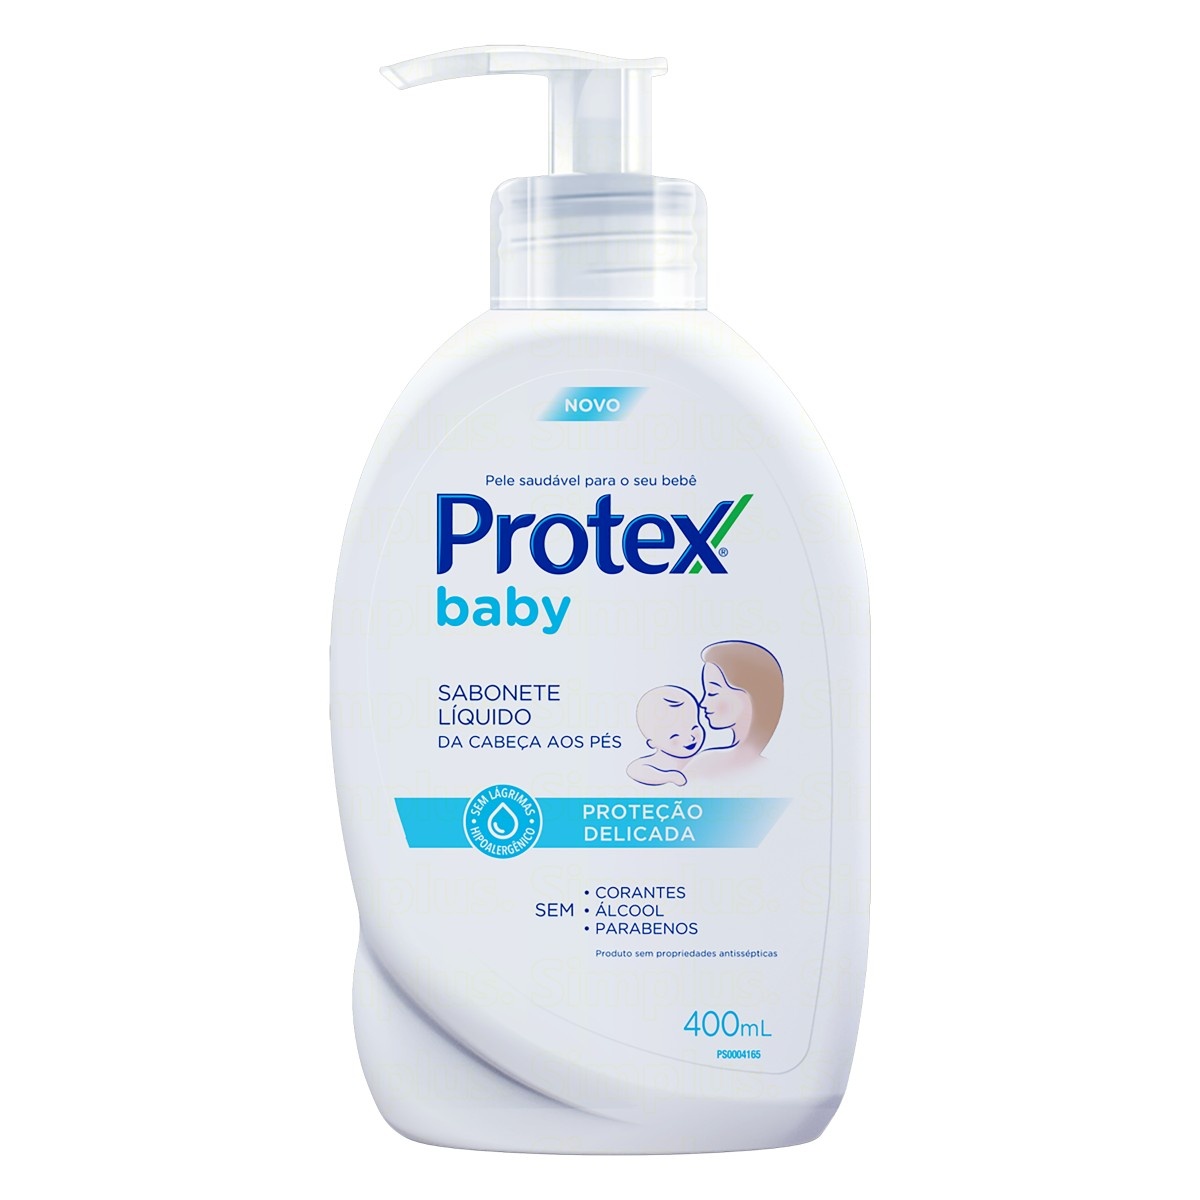 NOVO
Pele saudável para o seu bebê
Protex®
baby
SABONETE
LÍQUIDO
DA CABEÇA AOS PÉS
• SEM LÁGRIMAS •
HIPOALERGÊNICO
PROTEÇÃO
DELICADA
SEM
• CORANTES
• ÁLCOOL
• PARABENOS
Produto sem propriedades antissépticas
400mL
PS0004165
Simplus.